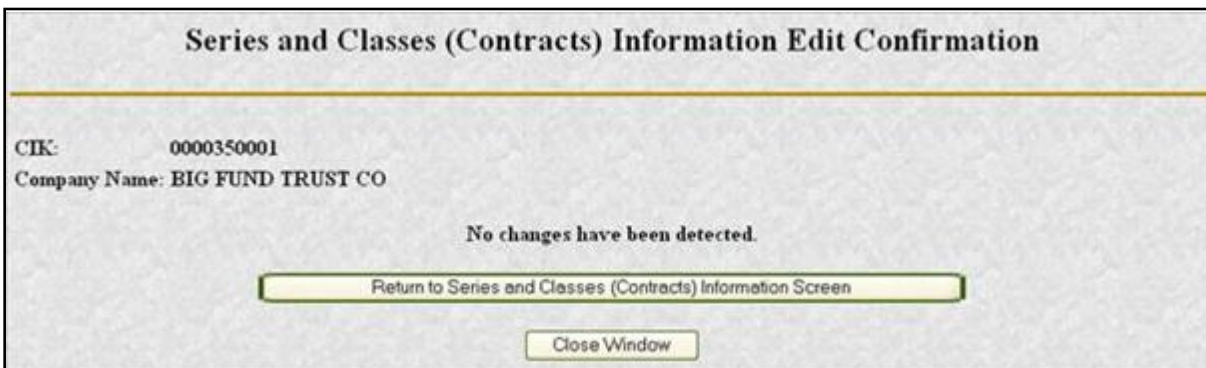 Series and Classes (Contracts) Information Edit Confirmation
CIK: 0000350001
Company Name: BIG FUND TRUST CO
No changes have been detected.
Return to Series and Classes (Contracts) Information Screen
Close Window